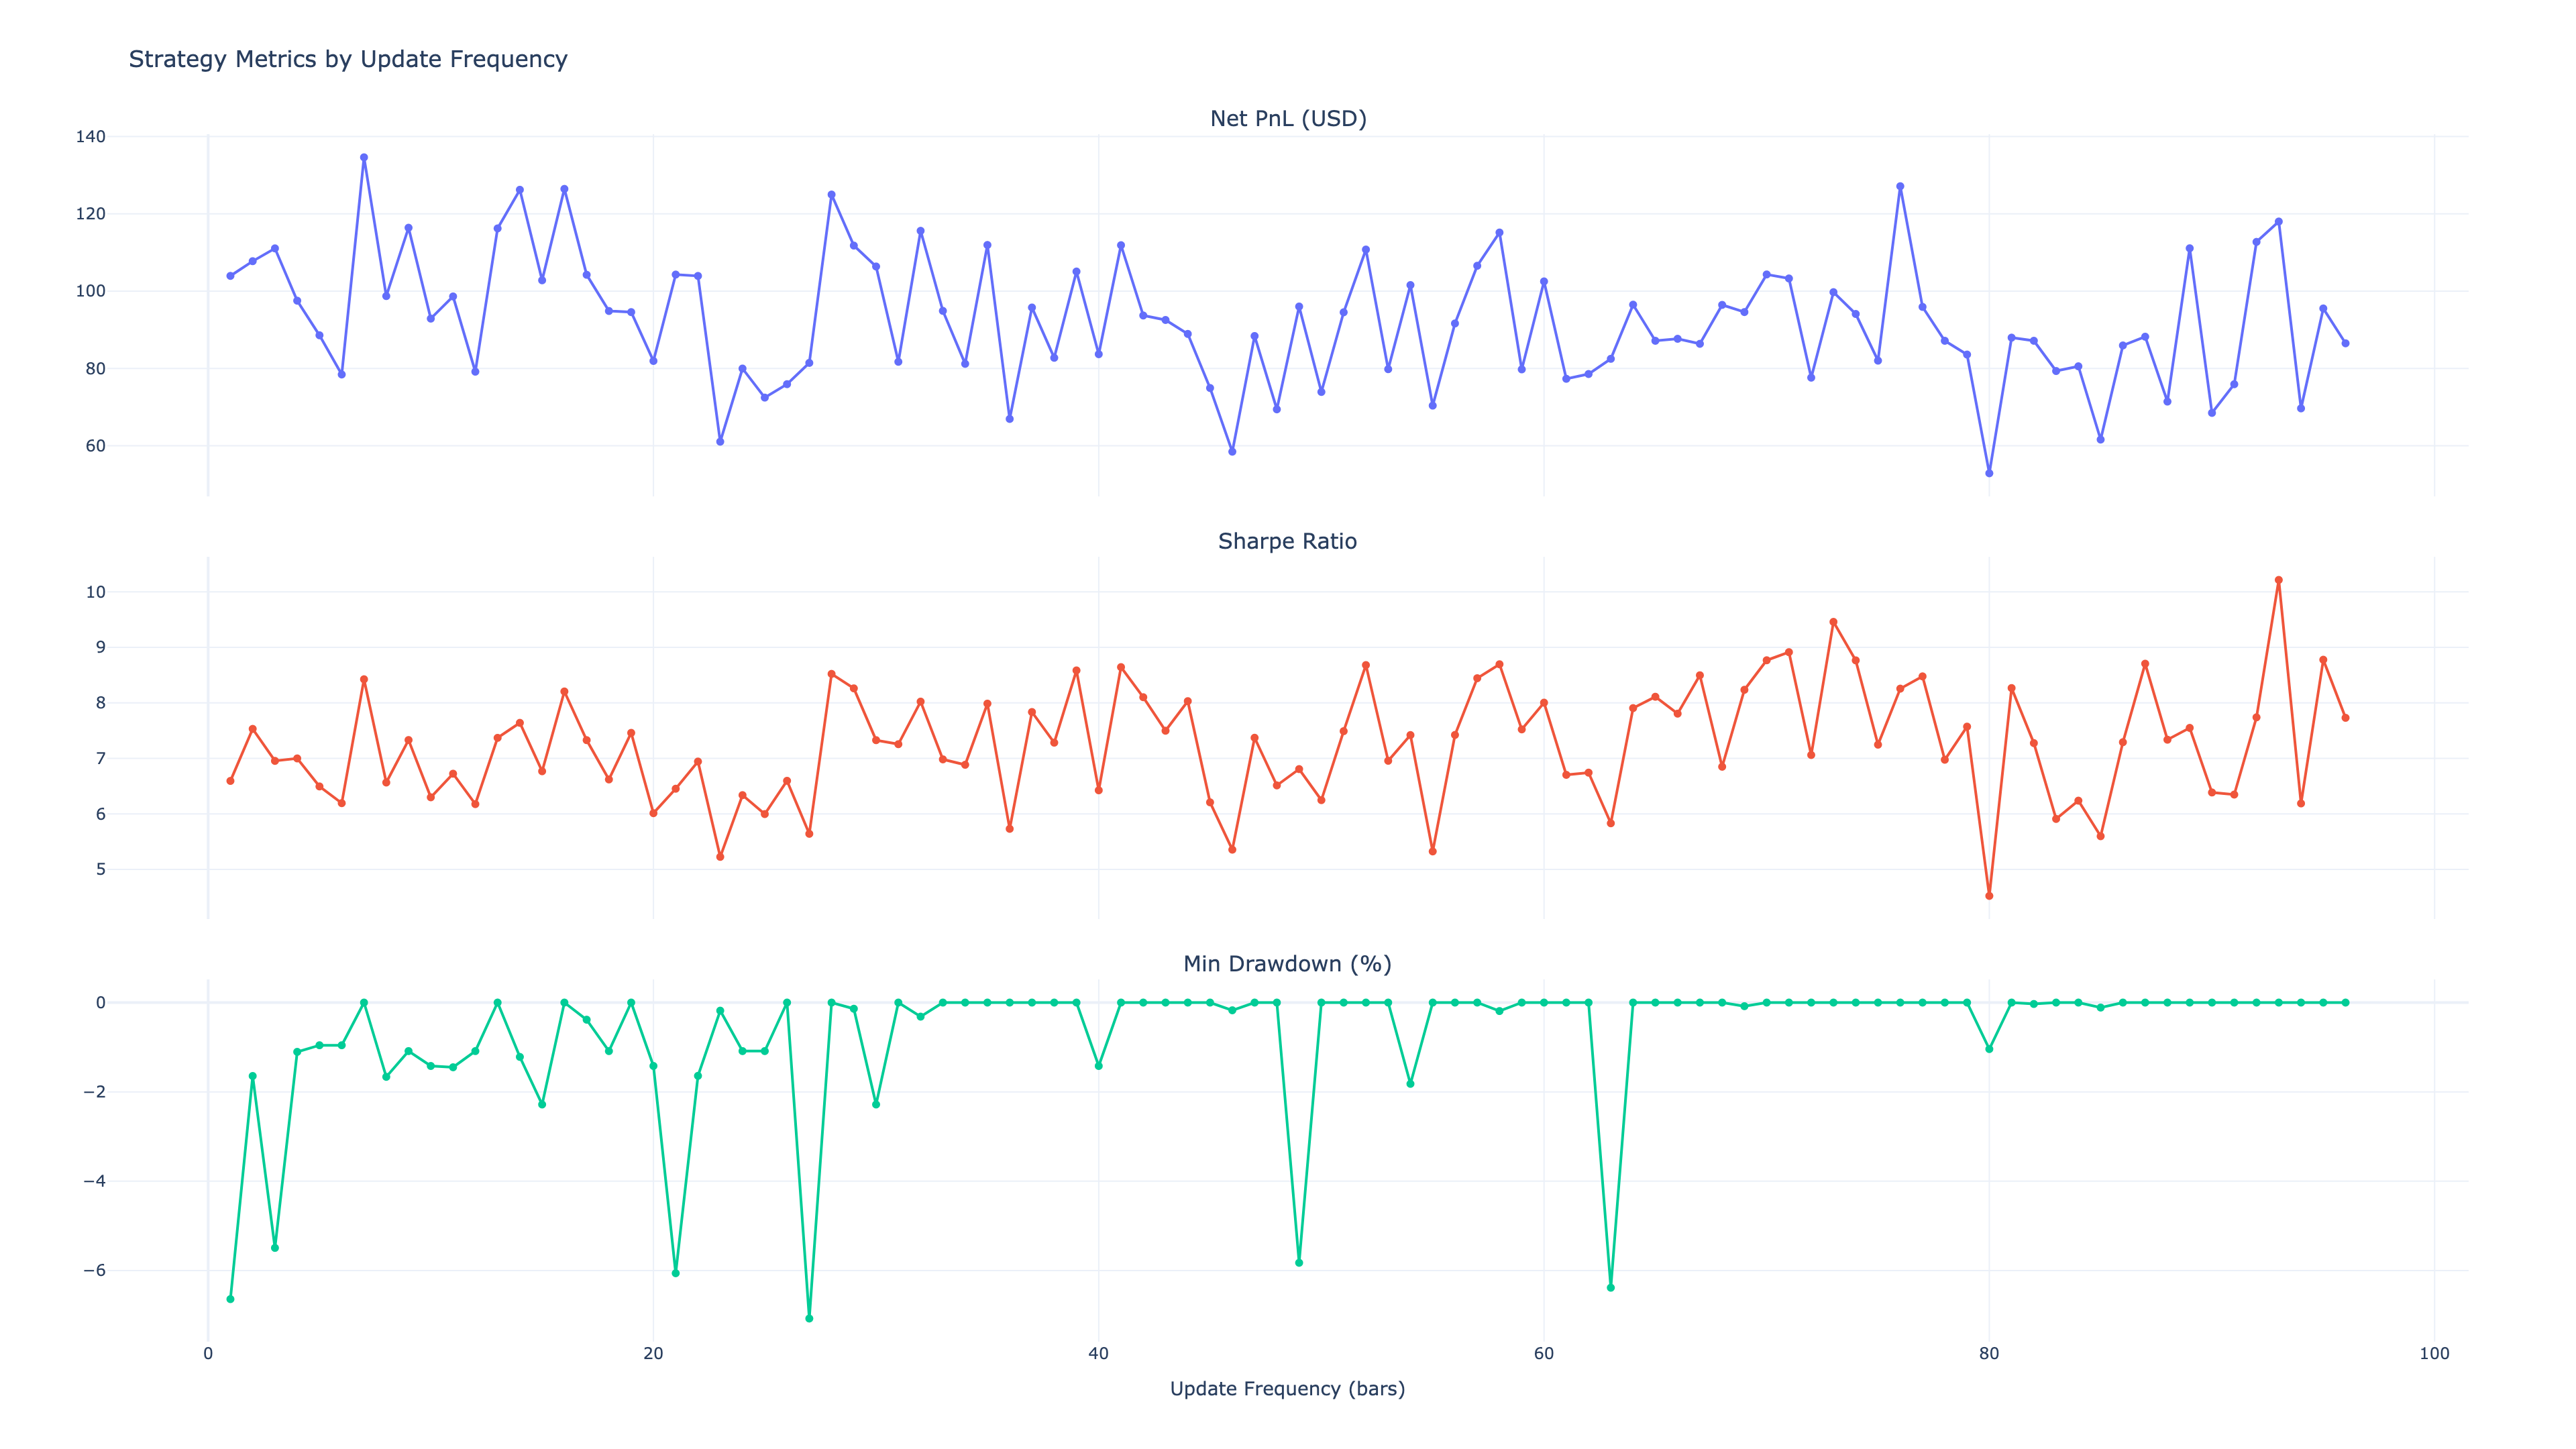 Strategy Metrics by Update Frequency
Net PnL (USD)
140
120
100
80
60
Sharpe Ratio
10
9
8
7
6
5
Min Drawdown (%)
0
−2
−4
−6
0 20 40 60 80 100
Update Frequency (bars)